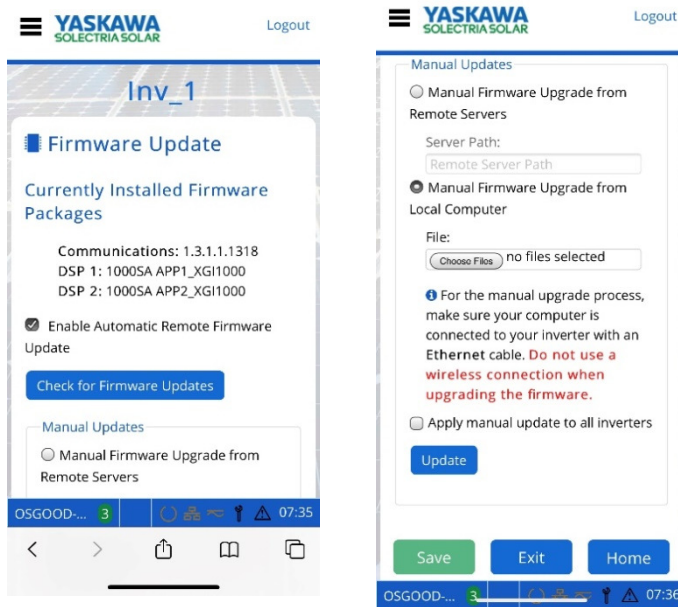 YASKAWA
SOLECTRIA SOLAR
Logout
Inv_1
Firmware Update
Currently Installed Firmware
Packages
Communications: 1.3.1.1.1318
DSP 1: 1000SA APP1_XGI1000
DSP 2: 1000SA APP2_XGI1000
Enable Automatic Remote Firmware
Update
Check for Firmware Updates
Manual Updates
Manual Firmware Upgrade from
Remote Servers
OSGOOD-... 3 07:35
YASKAWA
SOLECTRIA SOLAR
Logout
Manual Updates
Manual Firmware Upgrade from
Remote Servers
Server Path:
Remote Server Path
Manual Firmware Upgrade from
Local Computer
File:
Choose Files no files selected
For the manual upgrade process,
make sure your computer is
connected to your inverter with an
Ethernet cable. Do not use a
wireless connection when
upgrading the firmware.
Apply manual update to all inverters
Update
Save Exit Home
OSGOOD-... 3 07:36